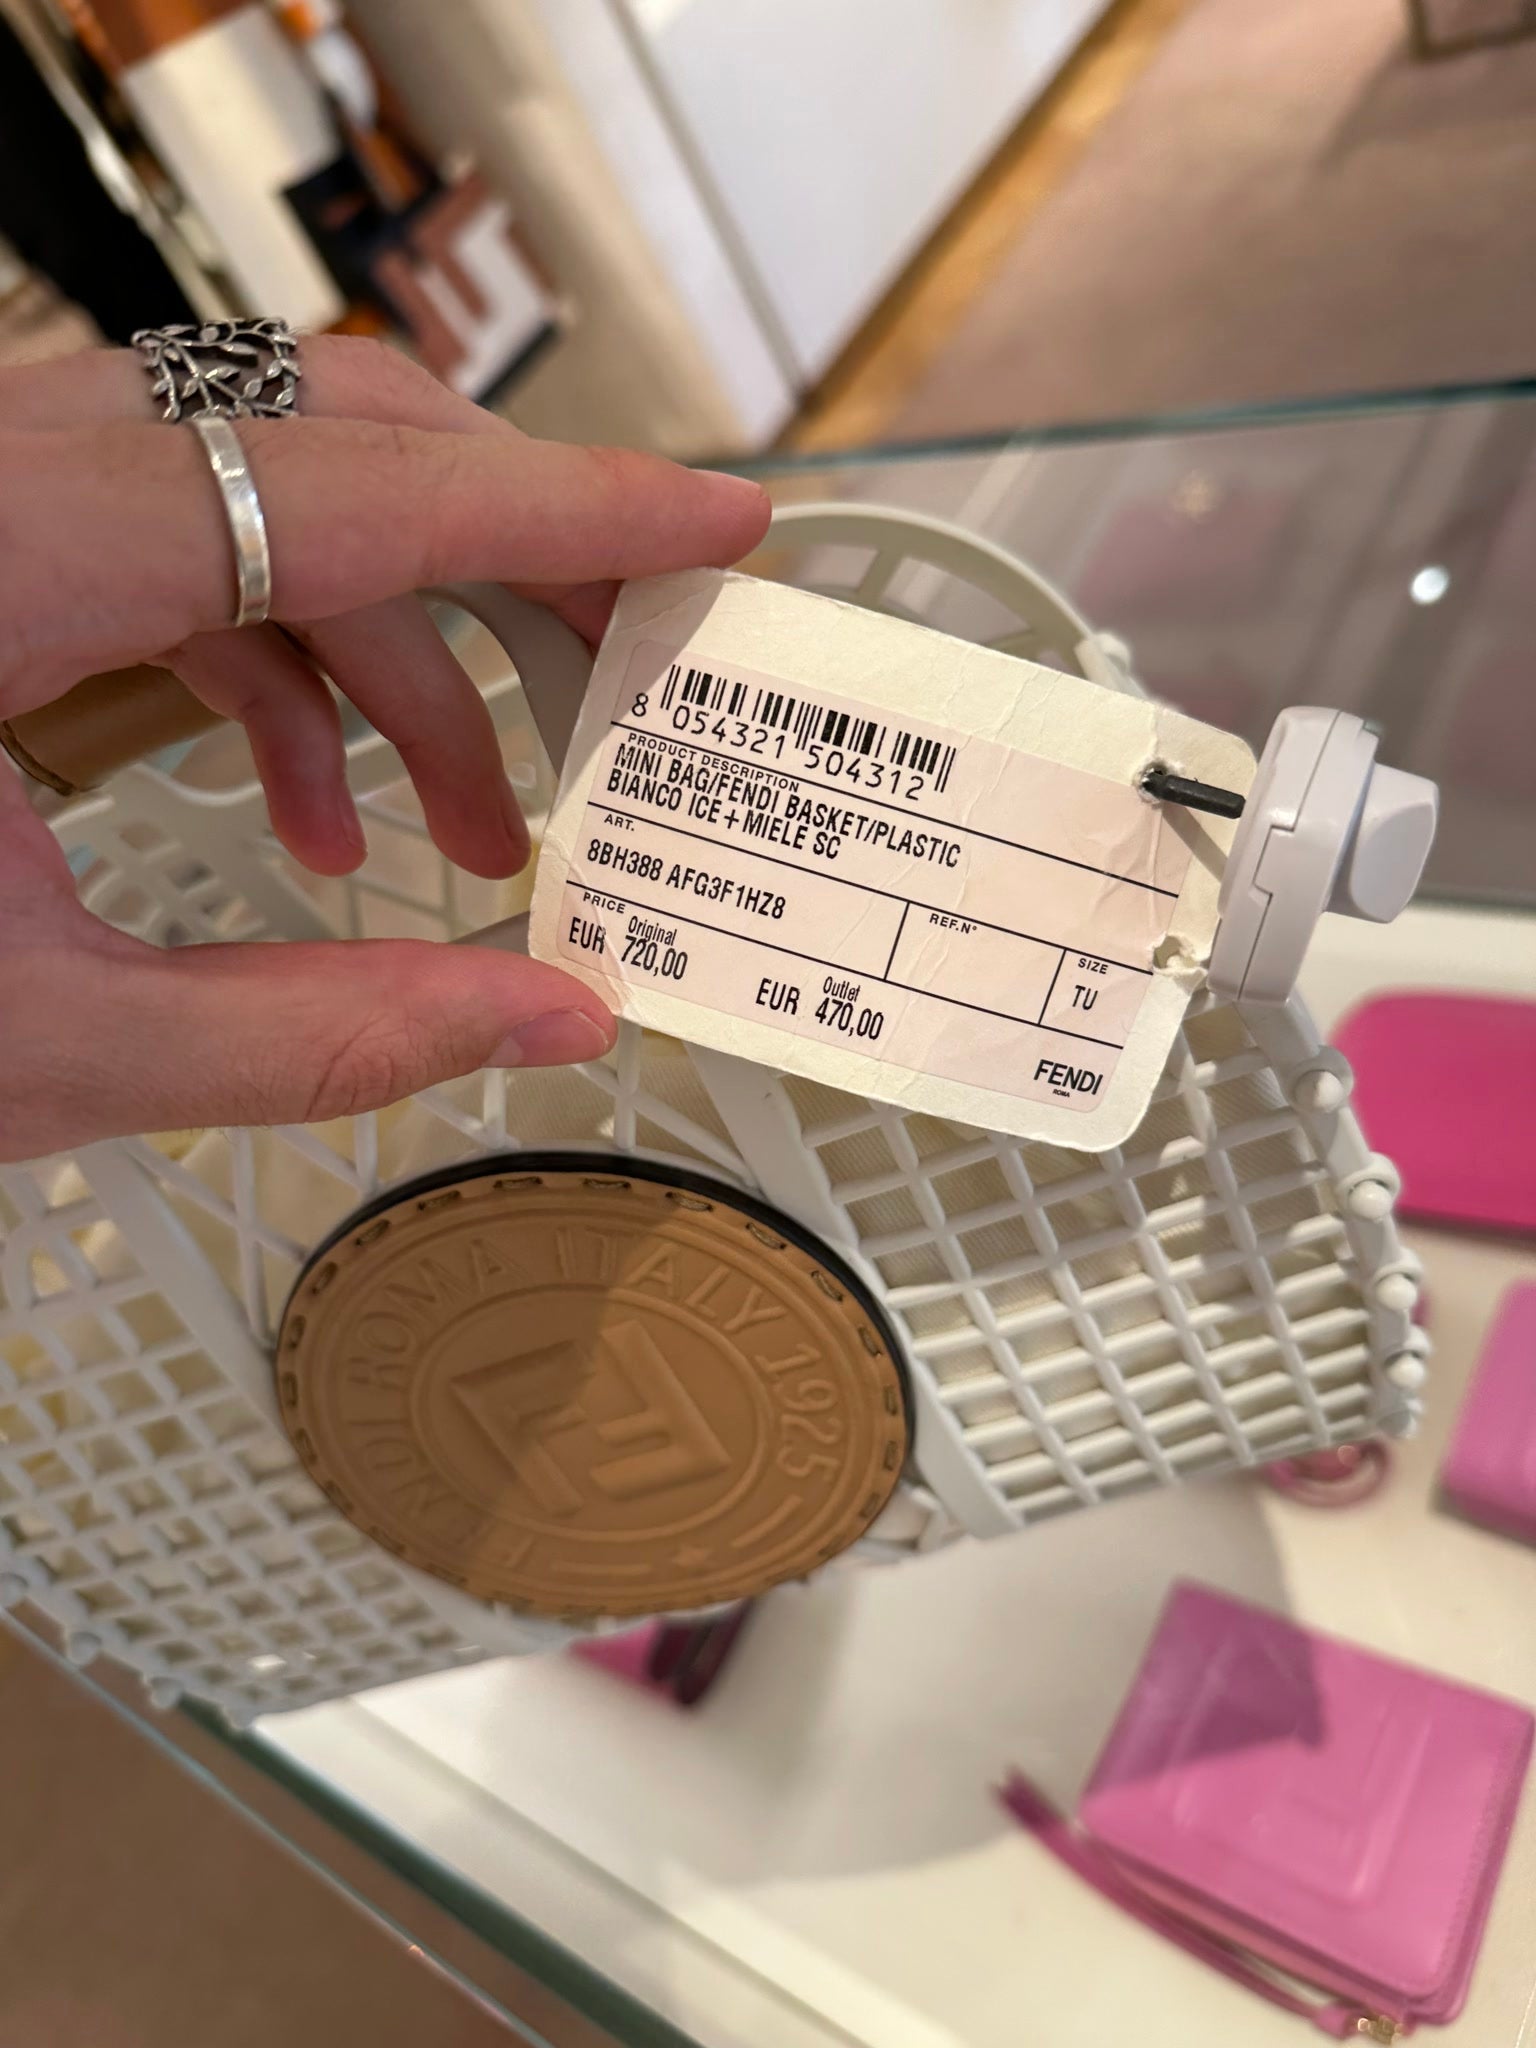 8 054321 504312
PRODUCT DESCRIPTION
MINI BAG/FENDI BASKET/PLASTIC
BIANCO ICE+MIELE SC
ART.
8BH388 AFG3F1HZ8
REF.N°
SIZE
TU
PRICE
Original
EUR 720,00
Outlet
EUR 470,00
FENDI
ROMA
FENDI ROMA ITALY 1925